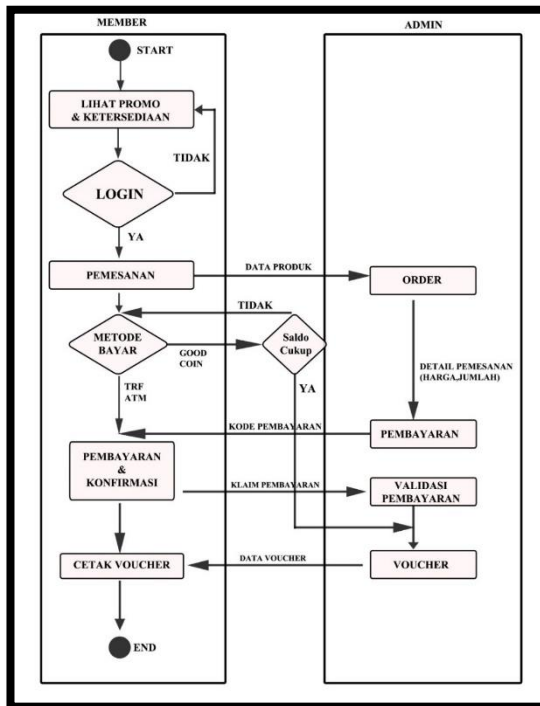 MEMBER
ADMIN
START
LIHAT PROMO
& KETERSEDIAAN
TIDAK
LOGIN
YA
PEMESANAN
DATA PRODUK
ORDER
TIDAK
METODE
BAYAR
GOOD
COIN
Saldo
Cukup
DETAIL PEMESANAN
(HARGA,JUMLAH)
TRF
ATM
YA
KODE PEMBAYARAN
PEMBAYARAN
PEMBAYARAN
&
KONFIRMASI
KLAIM PEMBAYARAN
VALIDASI
PEMBAYARAN
CETAK VOUCHER
DATA VOUCHER
VOUCHER
END